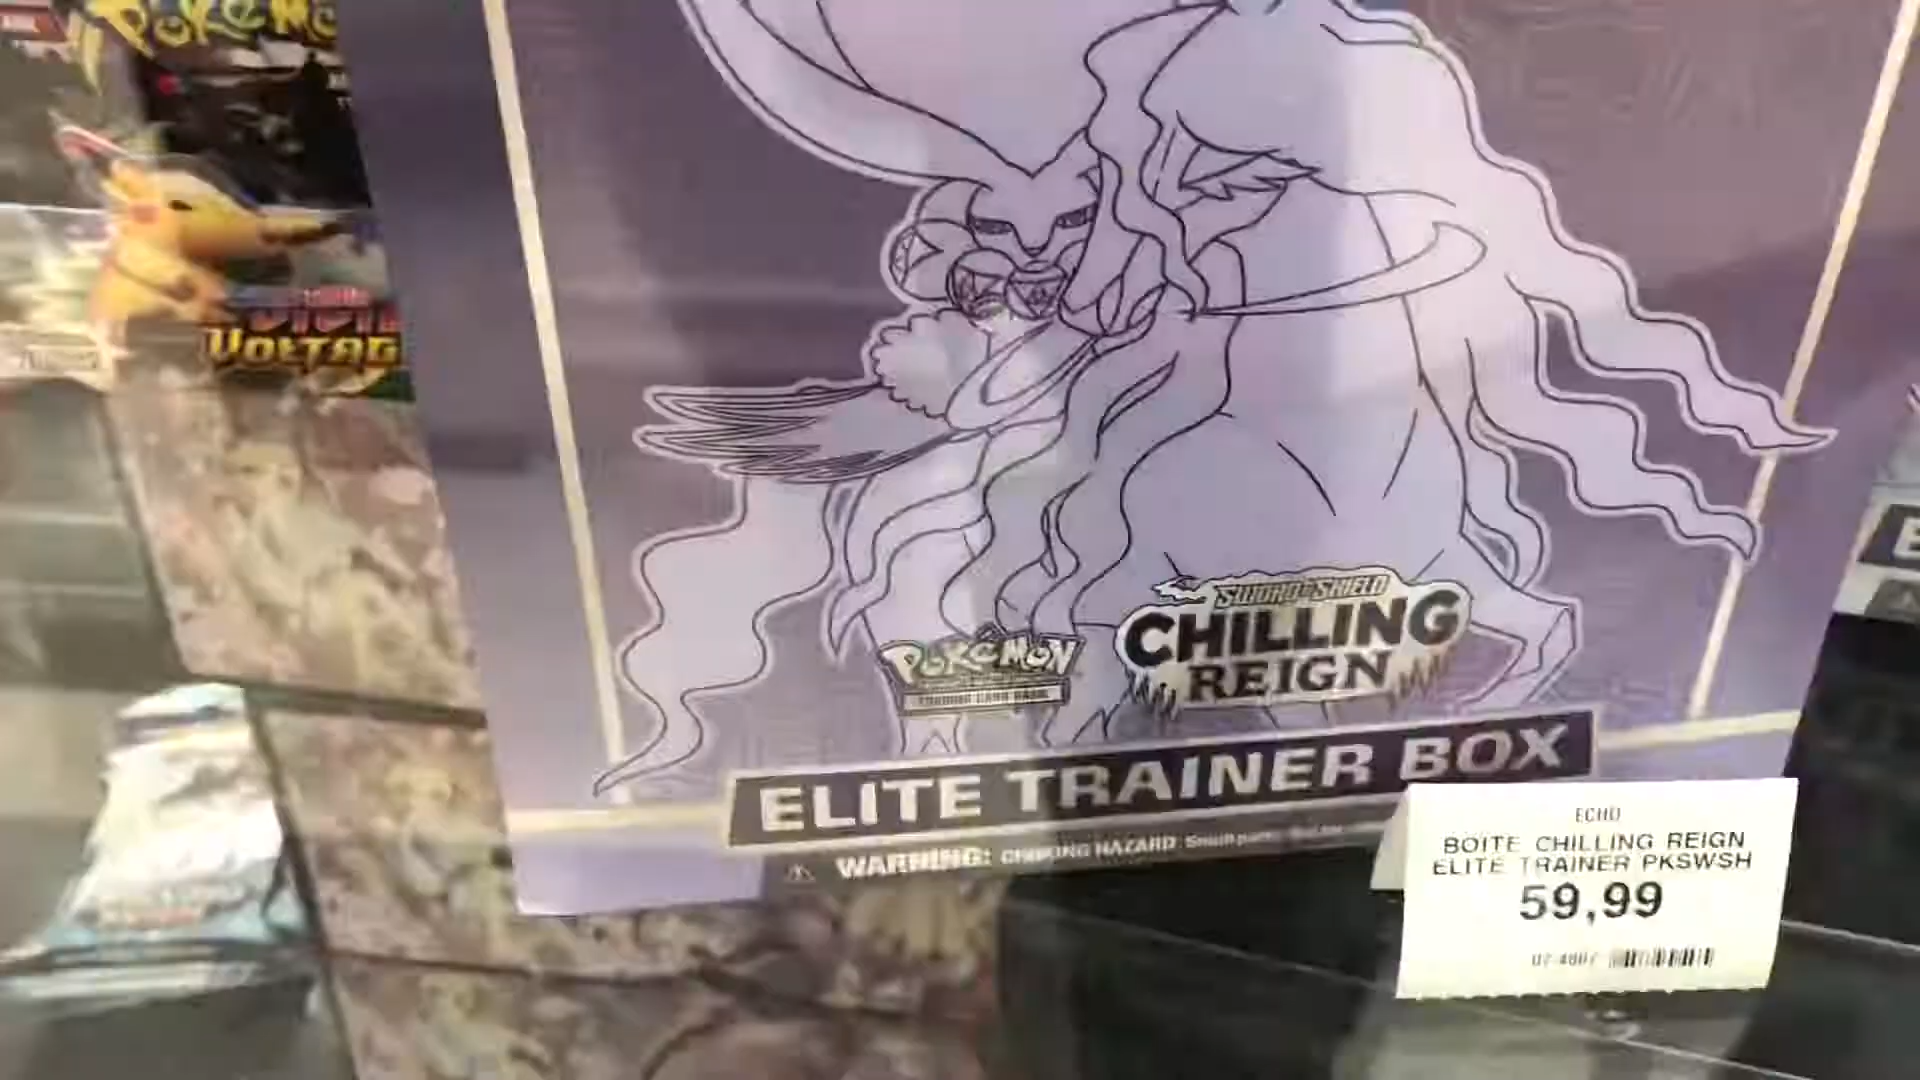 POKÉMO
VOLTAG
SWORD & SHIELD
CHILLING
REIGN
POKÉMON
TRADING CARD GAME
ELITE TRAINER BOX
WARNING: CHOKING HAZARD
ECHO
BOITE CHILLING REIGN
ELITE TRAINER PKSWSH
59,99